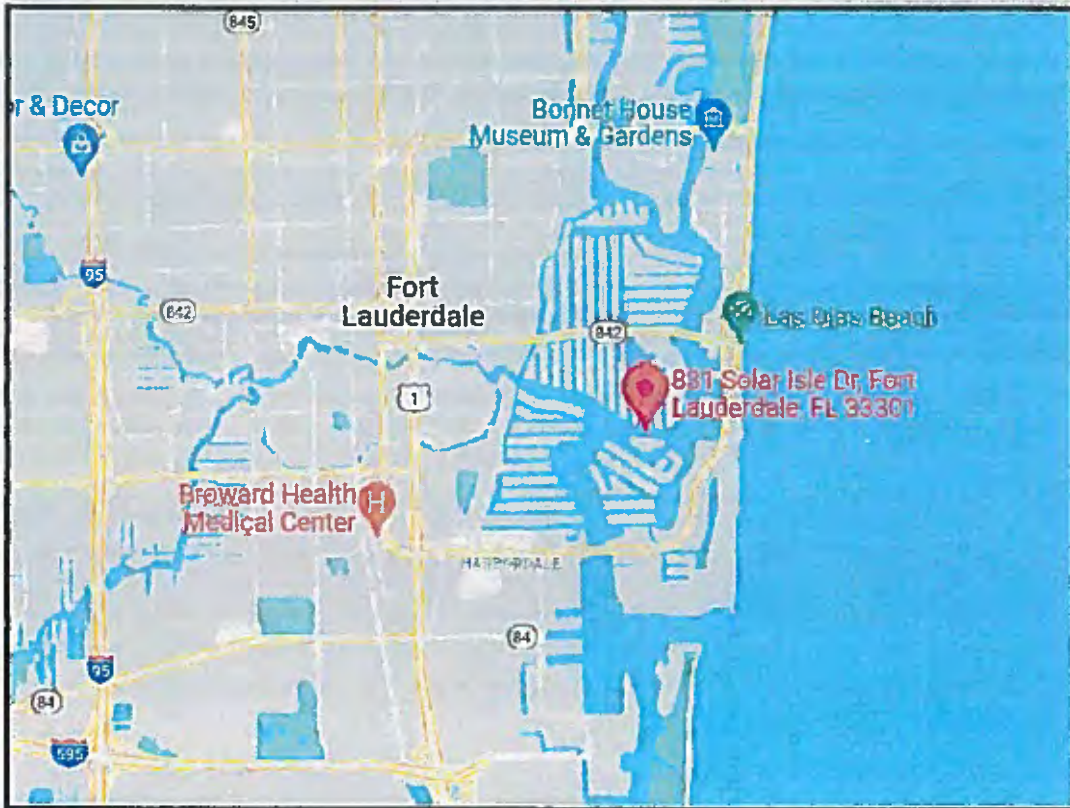 845
r & Decor
Bonnet House
Museum & Gardens
95
842
Fort
Lauderdale
842
Las Olas Beach
1
831 Solar Isle Dr, Fort
Lauderdale, FL 33301
Broward Health
Medical Center
H
84
95
84
595